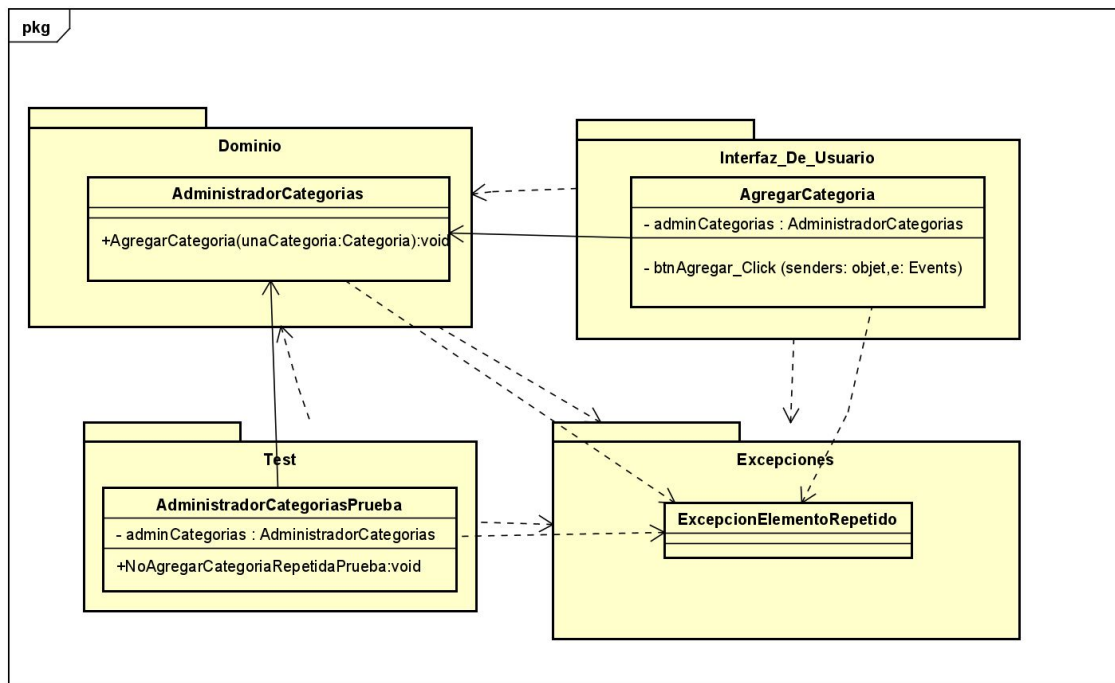 pkg
Dominio
AdministradorCategorias
+AgregarCategoria(unaCategoria:Categoria):void
Interfaz_De_Usuario
AgregarCategoria
- adminCategorias : AdministradorCategorias
- btnAgregar_Click (senders: objet,e: Events)
Test
AdministradorCategoriasPrueba
- adminCategorias : AdministradorCategorias
+NoAgregarCategoriaRepetidaPrueba:void
Excepciones
ExcepcionElementoRepetido